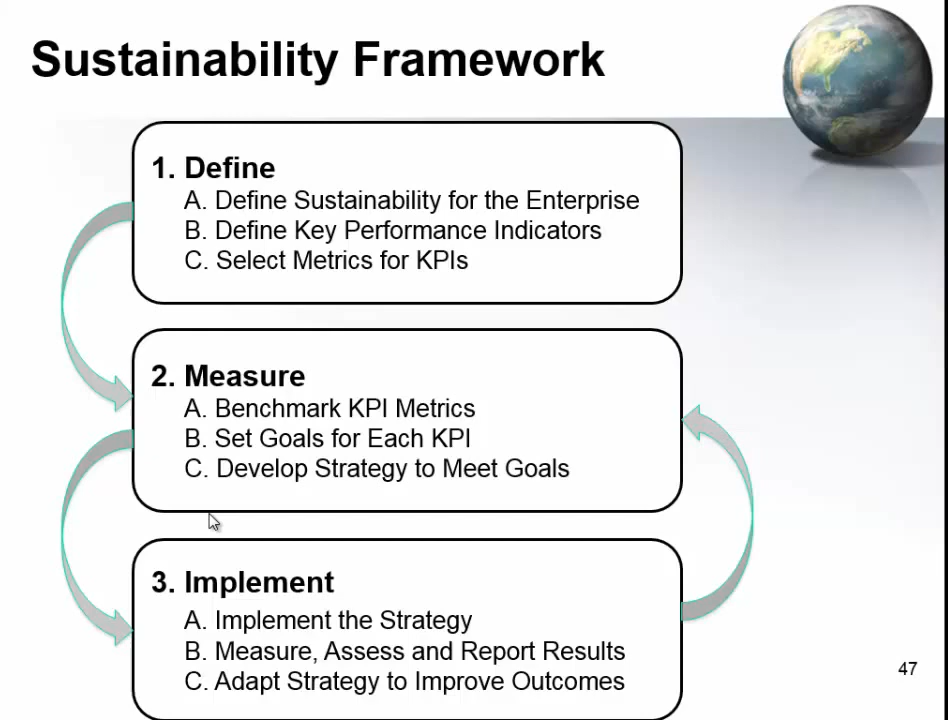 Sustainability Framework
1. Define
A. Define Sustainability for the Enterprise
B. Define Key Performance Indicators
C. Select Metrics for KPIs
2. Measure
A. Benchmark KPI Metrics
B. Set Goals for Each KPI
C. Develop Strategy to Meet Goals
3. Implement
A. Implement the Strategy
B. Measure, Assess and Report Results
C. Adapt Strategy to Improve Outcomes
47